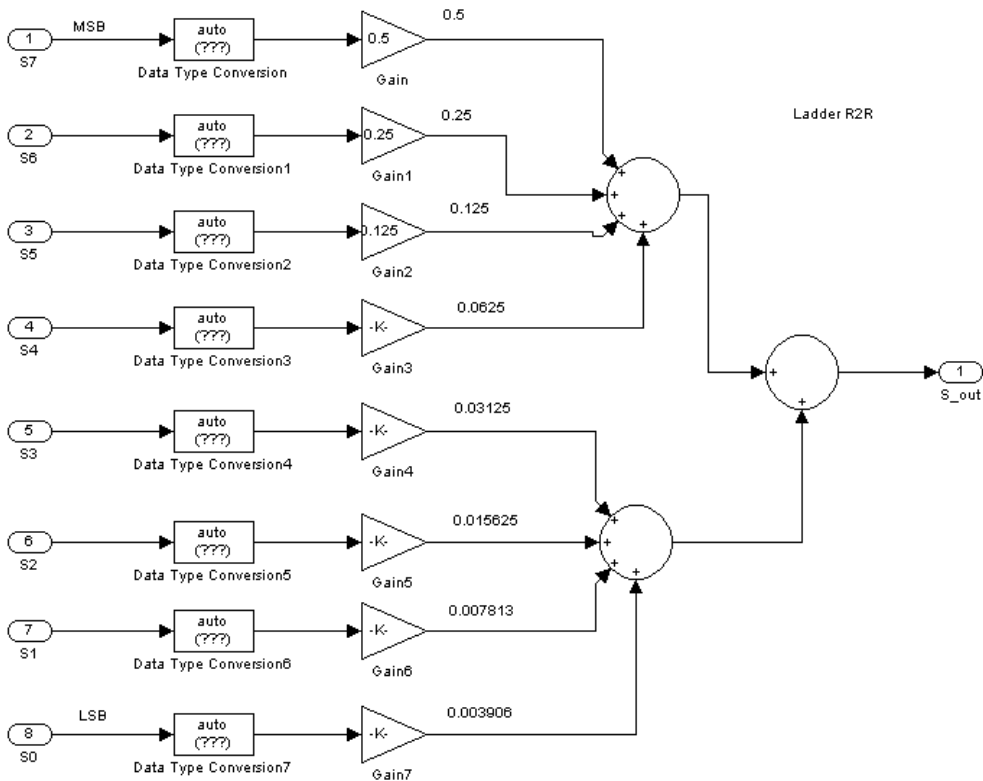 MSB
1
S7
auto
(???)
Data Type Conversion
0.5
Gain
0.5
2
S6
auto
(???)
Data Type Conversion1
0.25
Gain1
0.25
Ladder R2R
3
S5
auto
(???)
Data Type Conversion2
0.125
Gain2
0.125
4
S4
auto
(???)
Data Type Conversion3
-K-
Gain3
0.0625
+
+
+
+
5
S3
auto
(???)
Data Type Conversion4
-K-
Gain4
0.03125
6
S2
auto
(???)
Data Type Conversion5
-K-
Gain5
0.015625
7
S1
auto
(???)
Data Type Conversion6
-K-
Gain6
0.007813
LSB
8
S0
auto
(???)
Data Type Conversion7
-K-
Gain7
0.003906
+
+
+
+
+
+
1
S_out